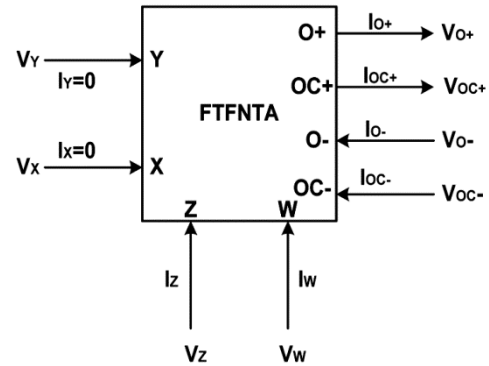 O+ IO+ VO+
VY Y
IY=0 OC+ IOC+ VOC+
FTFNTA
O- IO- VO-
VX IX=0 X
OC- IOC- VOC-
Z W
IZ IW
VZ VW